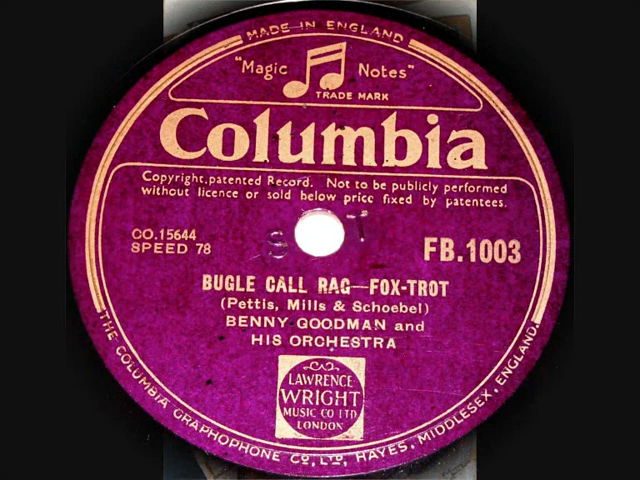 MADE IN ENGLAND
"Magic Notes"
TRADE MARK
Columbia
Copyright, patented Record. Not to be publicly performed
without licence or sold below price fixed by patentees.
CO.15644
SPEED 78
S T
FB.1003
BUGLE CALL RAG—FOX-TROT
(Pettis, Mills & Schoebel)
BENNY GOODMAN and
HIS ORCHESTRA
LAWRENCE
WRIGHT
MUSIC CO LTD
LONDON
THE COLUMBIA GRAPHOPHONE CO., LTD., HAYES, MIDDLESEX, ENGLAND.